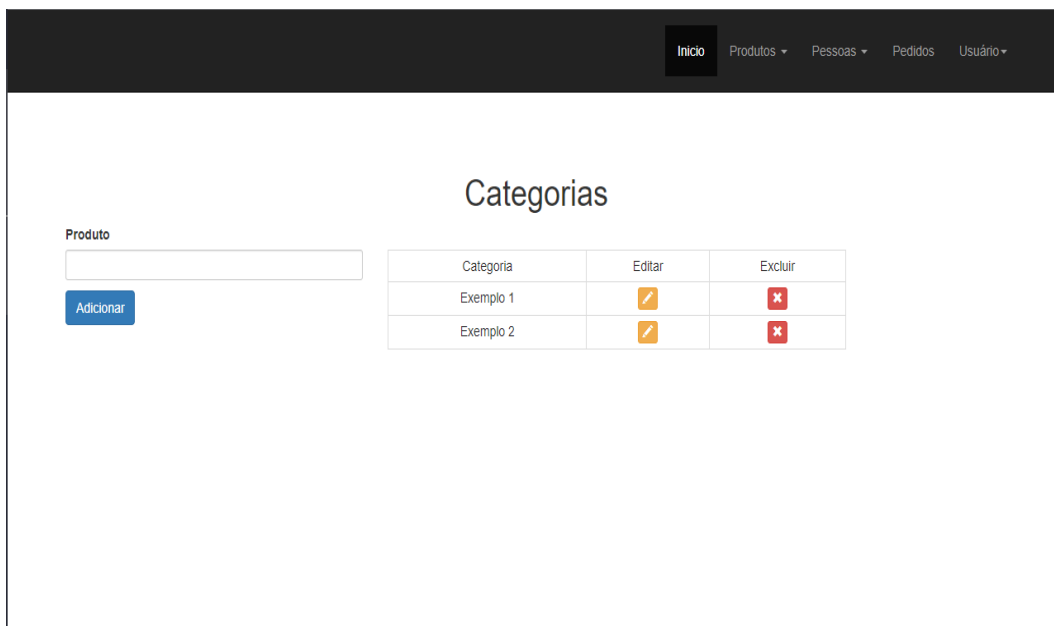 Inicio Produtos Pessoas Pedidos Usuário
Categorias
Produto
Adicionar
Categoria Editar Excluir
Exemplo 1
Exemplo 2